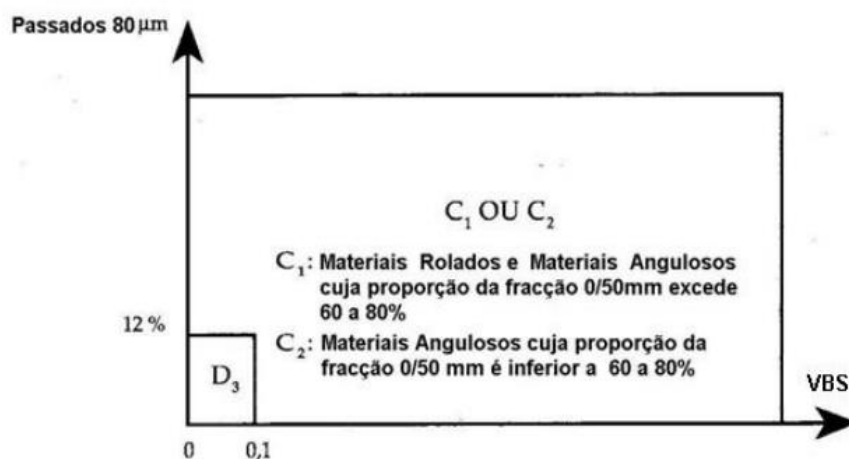 Passados 80 µm
C₁ OU C₂
C₁: Materiais Rolados e Materiais Angulosos
cuja proporção da fracção 0/50mm excede
60 a 80%
12 %
C₂: Materiais Angulosos cuja proporção da
fracção 0/50 mm é inferior a 60 a 80%
D₃
VBS
0
0,1